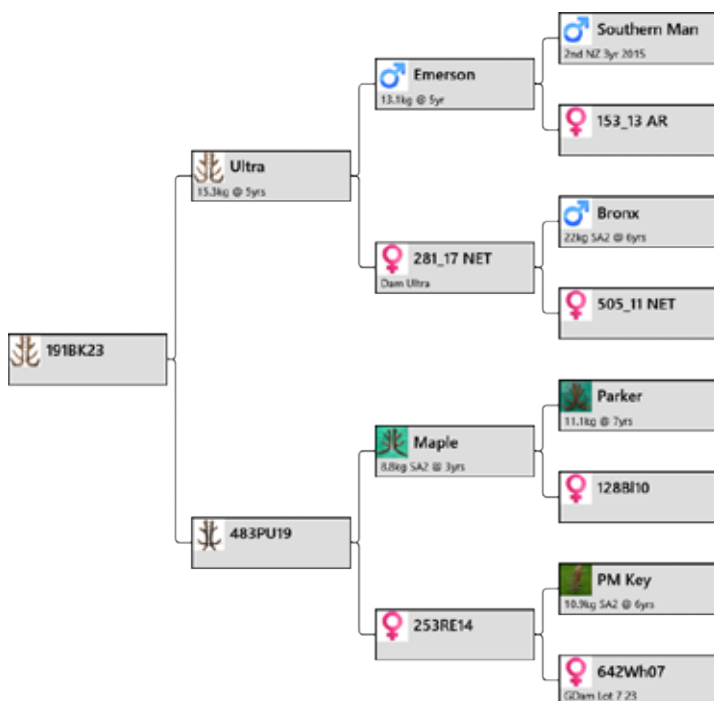 Southern Man
2nd NZ 3yr 2015
Emerson
13.1kg @ 5yr
153_13 AR
Ultra
15.3kg @ 5yrs
Bronx
22kg SA2 @ 6yrs
281_17 NET
Dam Ultra
505_11 NET
191BK23
Parker
11.1kg @ 7yrs
Maple
8.8kg SA2 @ 3yrs
128Bl10
483PU19
PM Key
10.9kg SA2 @ 6yrs
253RE14
642Wh07
GDam Lot 7 23